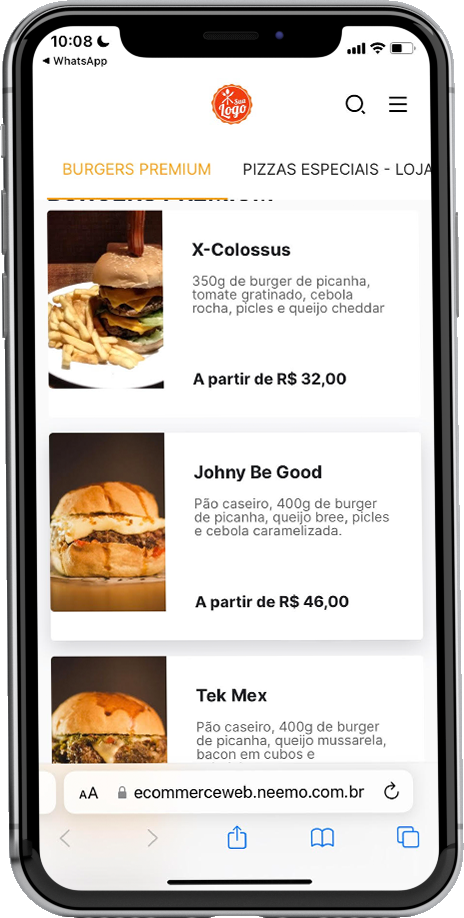 10:08
WhatsApp
Sua
Logo
BURGERS PREMIUM
PIZZAS ESPECIAIS - LOJA
BURGERS PREMIUM
X-Colossus
350g de burger de picanha,
tomate gratinado, cebola
rocha, picles e queijo cheddar
A partir de R$ 32,00
Johny Be Good
Pão caseiro, 400g de burger
de picanha, queijo bree, picles
e cebola caramelizada.
A partir de R$ 46,00
Tek Mex
Pão caseiro, 400g de burger
de picanha, queijo mussarela,
bacon em cubos e
AA
ecommerceweb.neemo.com.br